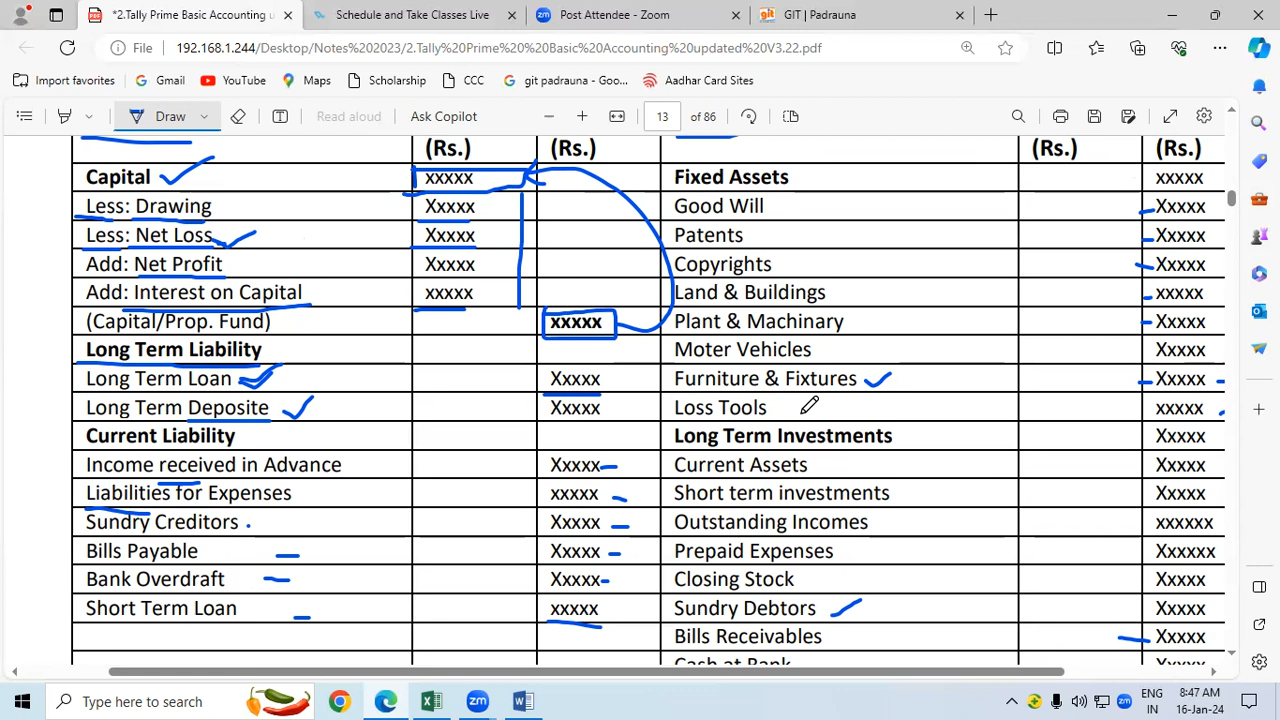 *2.Tally Prime Basic Accounting u
Schedule and Take Classes Live
Post Attendee - Zoom
GIT | Padrauna
File
192.168.1.244/Desktop/Notes%202023/2.Tally%20Prime%20%20Basic%20Accounting%20updated%20V3.22.pdf
Import favorites
Gmail
YouTube
Maps
Scholarship
CCC
git padrauna - Goo...
Aadhar Card Sites
Draw
Read aloud
Ask Copilot
13 of 86
(Rs.) (Rs.) (Rs.) (Rs.)
Capital xxxxx Fixed Assets xxxxx
Less: Drawing Xxxxx Good Will Xxxxx
Less: Net Loss Xxxxx Patents Xxxxx
Add: Net Profit Xxxxx Copyrights Xxxxx
Add: Interest on Capital xxxxx Land & Buildings xxxxx
(Capital/Prop. Fund) xxxxx Plant & Machinary Xxxxx
Long Term Liability Moter Vehicles Xxxxx
Long Term Loan Xxxxx Furniture & Fixtures Xxxxx
Long Term Deposite Xxxxx Loss Tools xxxxx
Current Liability Long Term Investments Xxxxx
Income received in Advance Xxxxx Current Assets Xxxxx
Liabilities for Expenses xxxxx Short term investments Xxxxx
Sundry Creditors Xxxxx Outstanding Incomes xxxxxx
Bills Payable Xxxxx Prepaid Expenses Xxxxxx
Bank Overdraft Xxxxx Closing Stock Xxxxx
Short Term Loan xxxxx Sundry Debtors Xxxxx
Bills Receivables Xxxxx
Cash at Bank Xxxxx
Type here to search
ENG
IN
8:47 AM
16-Jan-24